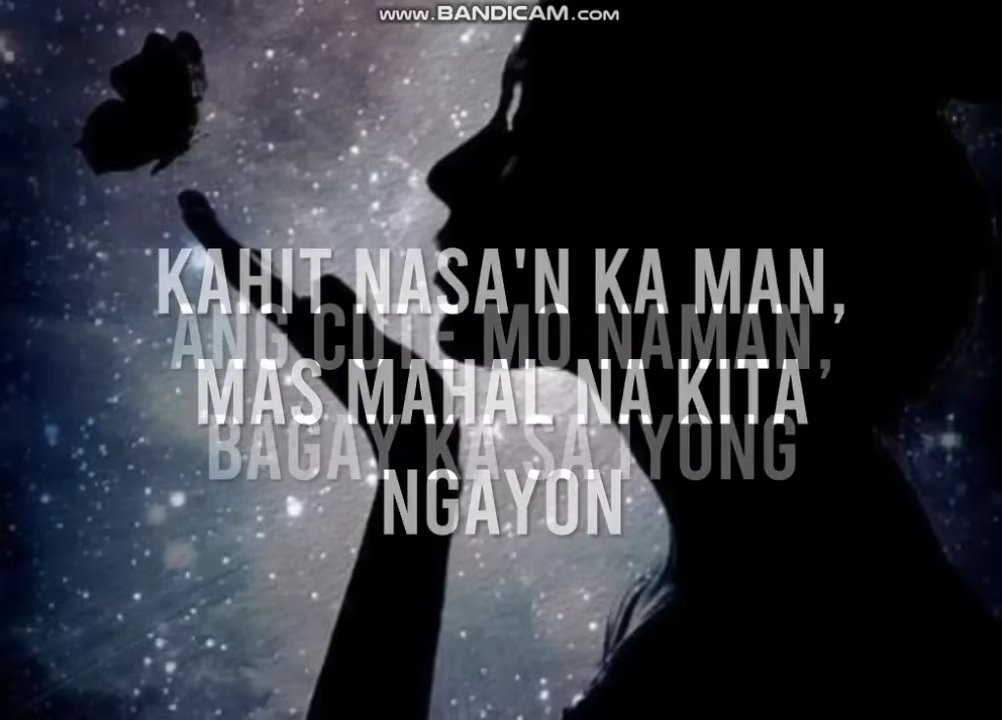 www.BANDICAM.com
KAHIT NASA'N KA MAN,
ANG CUTE MO NAMAN,
MAS MAHAL NA KITA
BAGAY KA SA IYONG
NGAYON